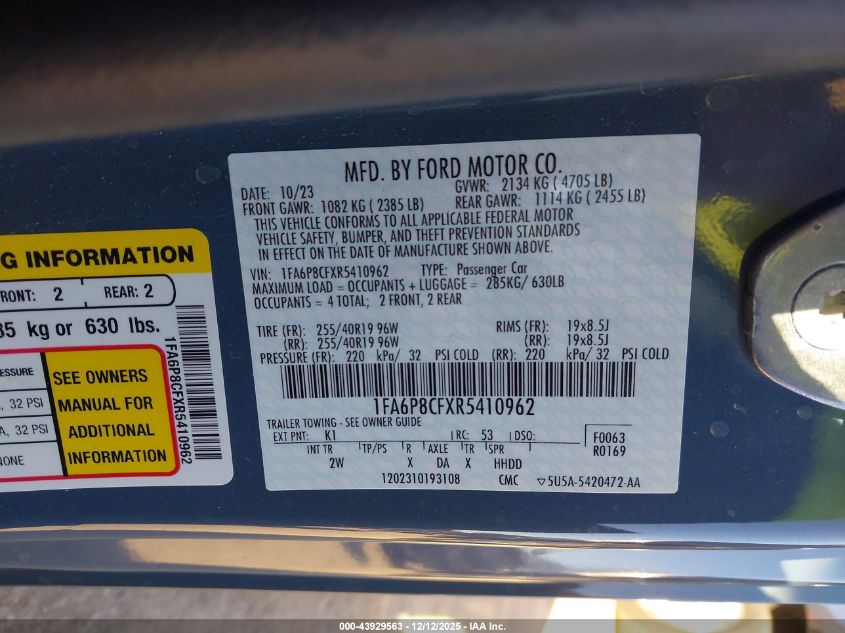 MFD. BY FORD MOTOR CO.
DATE: 10/23 GVWR: 2134 KG ( 4705 LB)
FRONT GAWR: 1082 KG ( 2385 LB) REAR GAWR: 1114 KG ( 2455 LB)
THIS VEHICLE CONFORMS TO ALL APPLICABLE FEDERAL MOTOR
VEHICLE SAFETY, BUMPER, AND THEFT PREVENTION STANDARDS
IN EFFECT ON THE DATE OF MANUFACTURE SHOWN ABOVE.
VIN: 1FA6P8CFXR5410962 TYPE: Passenger Car
MAXIMUM LOAD = OCCUPANTS + LUGGAGE = 285KG/ 630LB
OCCUPANTS = 4 TOTAL; 2 FRONT, 2 REAR
TIRE (FR): 255/40R19 96W RIMS (FR): 19x8.5J
(RR): 255/40R19 96W (RR): 19x8.5J
PRESSURE (FR): 220 kPa/ 32 PSI COLD (RR): 220 kPa/ 32 PSI COLD
1FA6P8CFXR5410962
TRAILER TOWING - SEE OWNER GUIDE
EXT PNT: K1 RC: 53 DSO: F0063
INT TR TP/PS R AXLE TR SPR R0169
2W X DA X HHDD
1202310193108 CMC ▽5U5A-5420472-AA
G INFORMATION
FRONT: 2 REAR: 2
85 kg or 630 lbs.
SSURE
, 32 PSI
A, 32 PSI
NONE
SEE OWNERS
MANUAL FOR
ADDITIONAL
INFORMATION
1FA6P8CFXR5410962
000-43929563 - 12/12/2025 - IAA Inc.